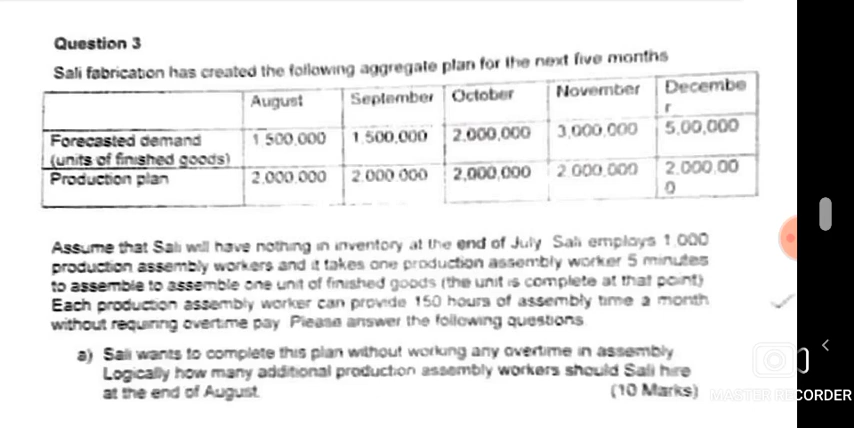 Question 3
Sali fabrication has created the following aggregate plan for the next five months
August September October November Decembe
r
Forecasted demand 1 500,000 1 500,000 2,000,000 3,000,000 5,00,000
(units of finished goods)
Production plan 2,000 000 2 000 000 2,000,000 2 000,000 2.000,00
0
Assume that Sali will have nothing in inventory at the end of July Sali employs 1,000
production assembly workers and it takes one production assembly worker 5 minutes
to assemble to assemble one unit of finished goods (the unit is complete at that point)
Each production assembly worker can provide 150 hours of assembly time a month
without requiring overtime pay Please answer the following questions
a) Sali wants to complete this plan without working any overtime in assembly
Logically how many additional production assembly workers should Sali hire
at the end of August. (10 Marks)
MASTER RECORDER